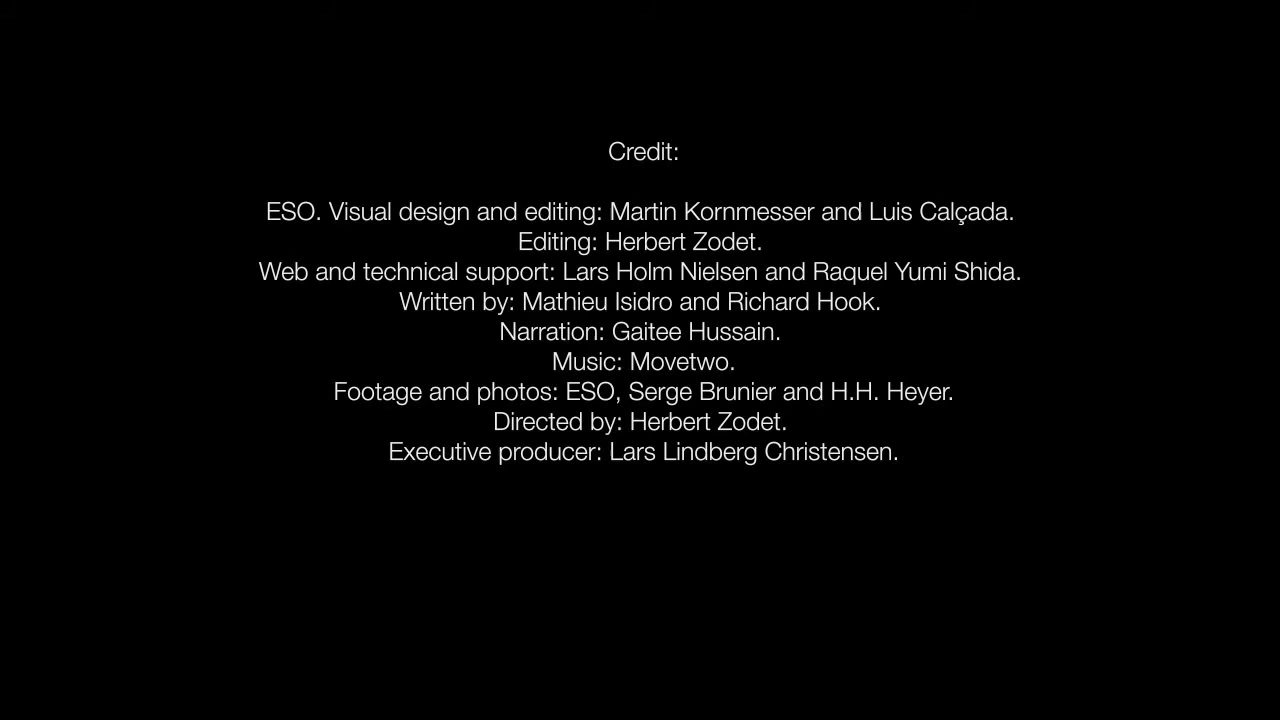 Credit:
ESO. Visual design and editing: Martin Kornmesser and Luis Calçada.
Editing: Herbert Zodet.
Web and technical support: Lars Holm Nielsen and Raquel Yumi Shida.
Written by: Mathieu Isidro and Richard Hook.
Narration: Gaitee Hussain.
Music: Movetwo.
Footage and photos: ESO, Serge Brunier and H.H. Heyer.
Directed by: Herbert Zodet.
Executive producer: Lars Lindberg Christensen.